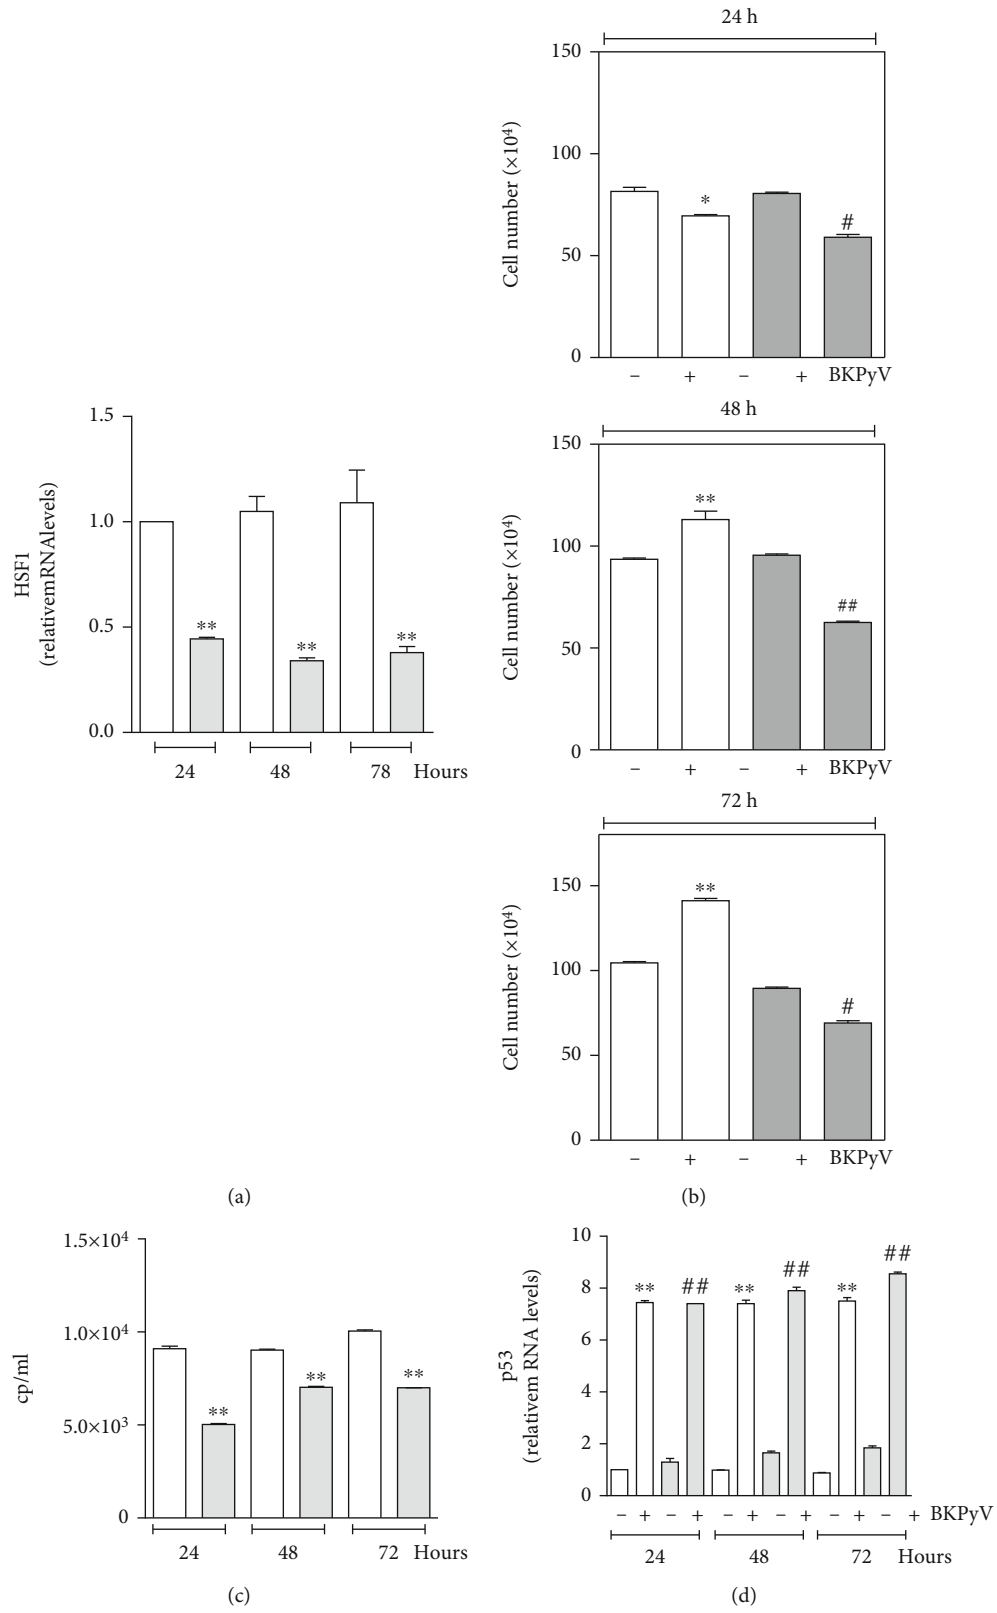 HSF1
(relativemRNAlevels)
1.5
1.0
0.5
0.0
**
**
**
24 48 78 Hours
(a)
24 h
Cell number (×10⁴)
150
100
50
0
*
#
− + − + BKPyV
48 h
Cell number (×10⁴)
150
100
50
0
**
##
− + − + BKPyV
72 h
Cell number (×10⁴)
150
100
50
0
**
#
− + − + BKPyV
(b)
cp/ml
1.5×10⁴
1.0×10⁴
5.0×10³
0
**
**
**
24 48 72 Hours
(c)
p53
(relativem RNA levels)
10
8
6
4
2
0
** ## ** ## ** ##
− + − + − + − + − + − + BKPyV
24 48 72 Hours
(d)